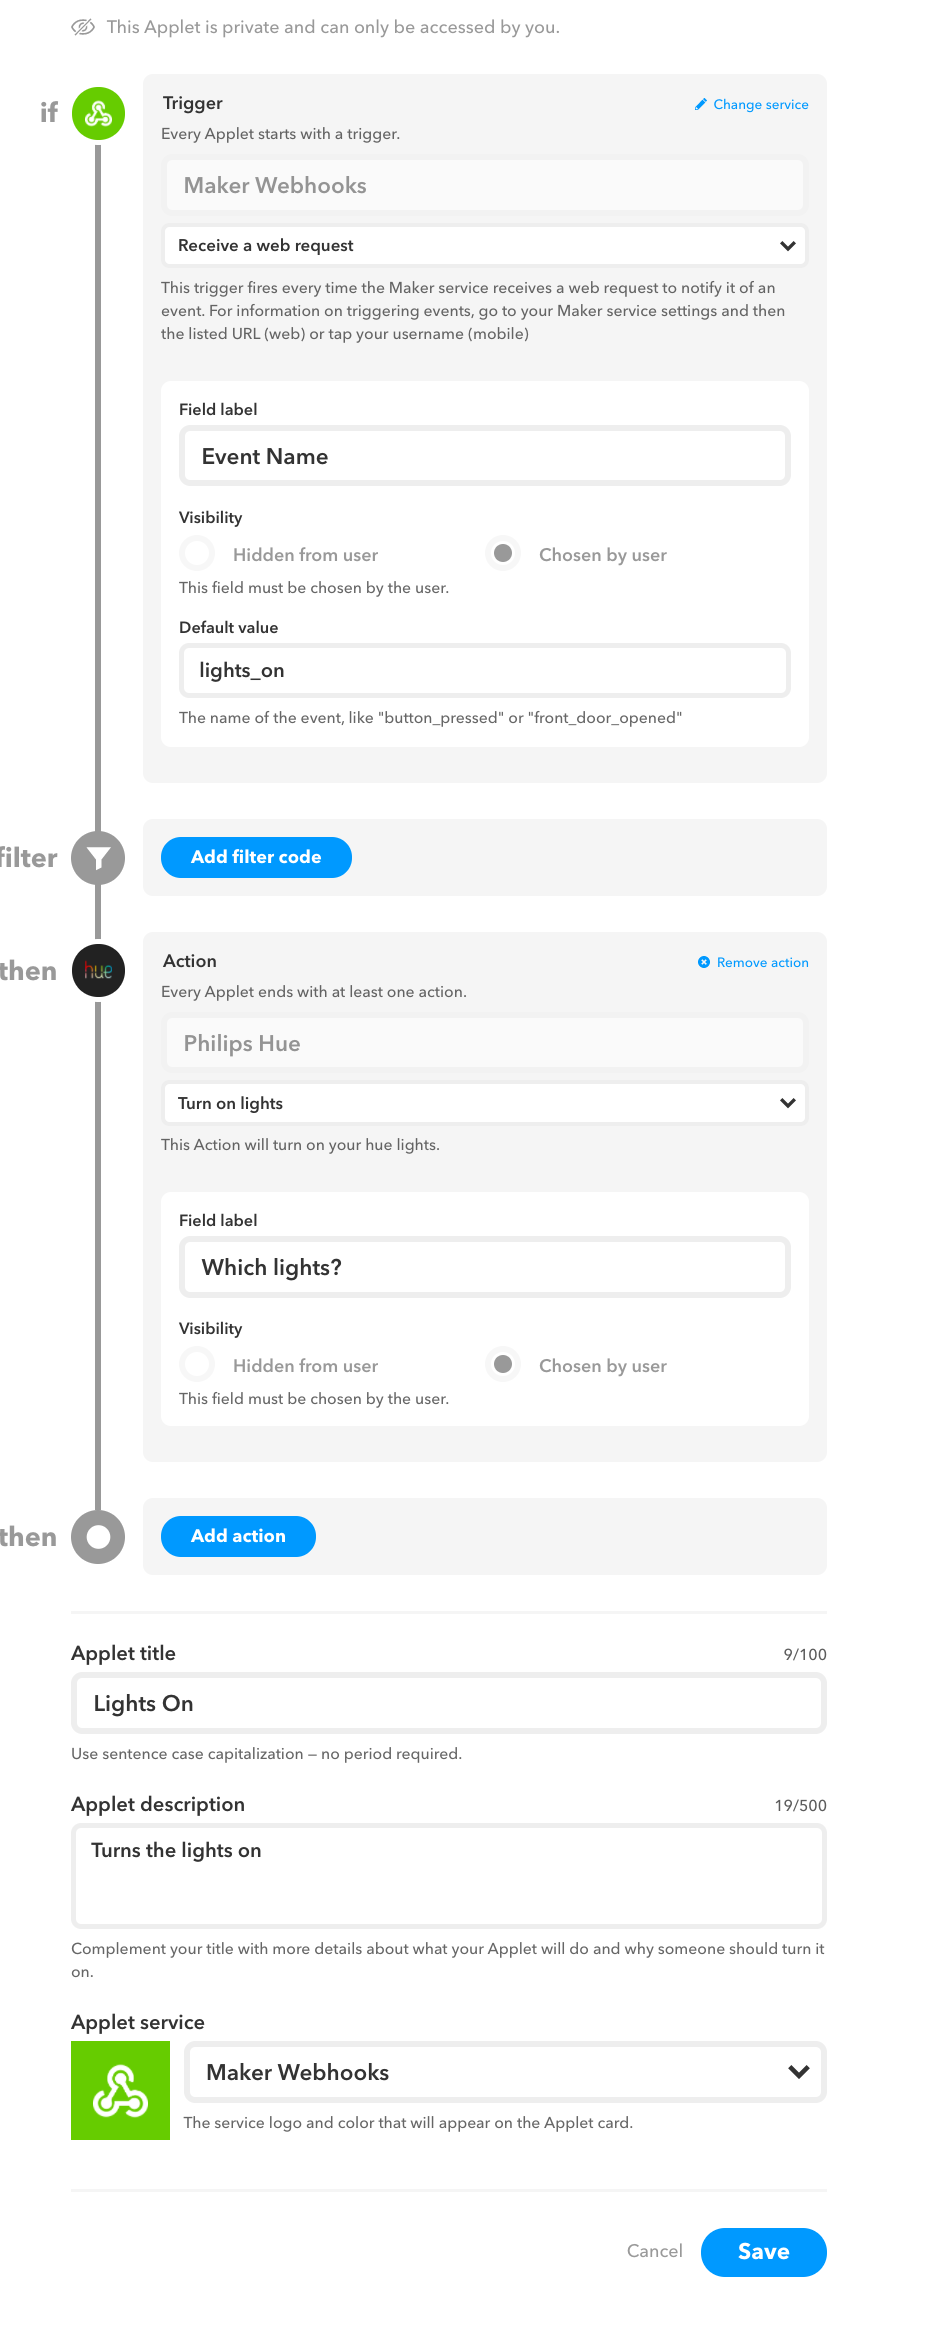 This Applet is private and can only be accessed by you.
if
Trigger
Change service
Every Applet starts with a trigger.
Maker Webhooks
Receive a web request
This trigger fires every time the Maker service receives a web request to notify it of an
event. For information on triggering events, go to your Maker service settings and then
the listed URL (web) or tap your username (mobile)
Field label
Event Name
Visibility
Hidden from user
Chosen by user
This field must be chosen by the user.
Default value
lights_on
The name of the event, like "button_pressed" or "front_door_opened"
filter
Add filter code
then
hue
Action
Remove action
Every Applet ends with at least one action.
Philips Hue
Turn on lights
This Action will turn on your hue lights.
Field label
Which lights?
Visibility
Hidden from user
Chosen by user
This field must be chosen by the user.
then
Add action
Applet title
9/100
Lights On
Use sentence case capitalization – no period required.
Applet description
19/500
Turns the lights on
Complement your title with more details about what your Applet will do and why someone should turn it
on.
Applet service
Maker Webhooks
The service logo and color that will appear on the Applet card.
Cancel
Save